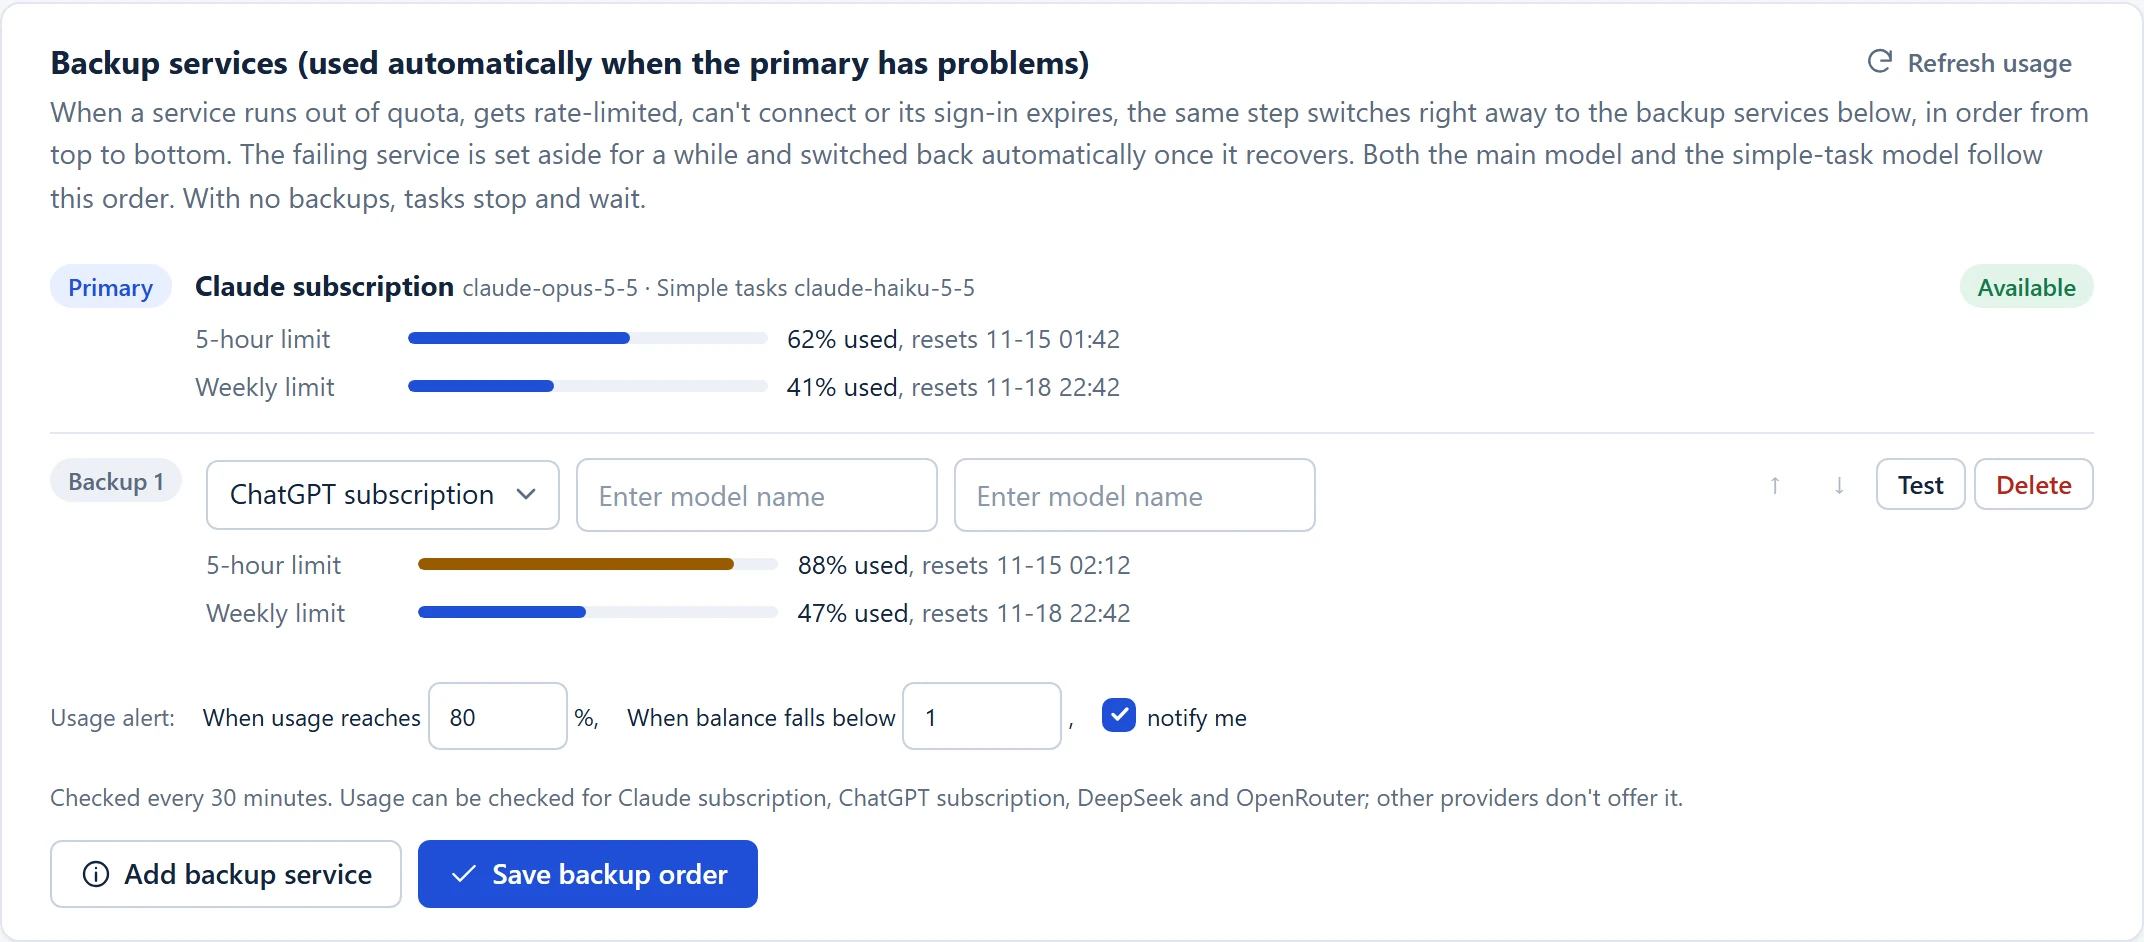 Backup services (used automatically when the primary has problems)
Refresh usage
When a service runs out of quota, gets rate-limited, can't connect or its sign-in expires, the same step switches right away to the backup services below, in order from
top to bottom. The failing service is set aside for a while and switched back automatically once it recovers. Both the main model and the simple-task model follow
this order. With no backups, tasks stop and wait.
Primary Claude subscription claude-opus-5-5 · Simple tasks claude-haiku-5-5 Available
5-hour limit 62% used, resets 11-15 01:42
Weekly limit 41% used, resets 11-18 22:42
Backup 1 ChatGPT subscription Enter model name Enter model name ↑ ↓ Test Delete
5-hour limit 88% used, resets 11-15 02:12
Weekly limit 47% used, resets 11-18 22:42
Usage alert: When usage reaches 80 %, When balance falls below 1 , notify me
Checked every 30 minutes. Usage can be checked for Claude subscription, ChatGPT subscription, DeepSeek and OpenRouter; other providers don't offer it.
Add backup service Save backup order